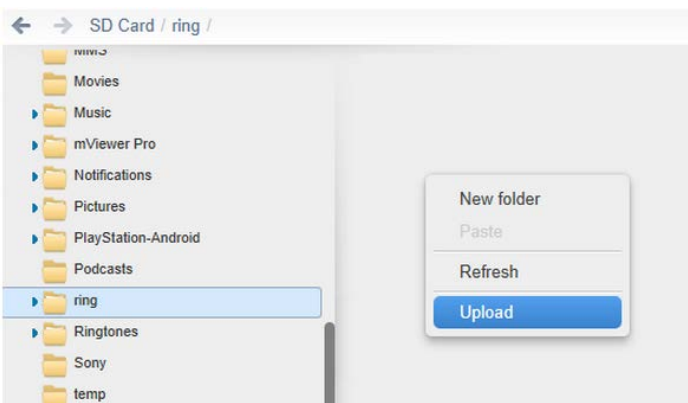 SD Card / ring /
MMS
Movies
Music
mViewer Pro
Notifications
Pictures
PlayStation-Android
Podcasts
ring
Ringtones
Sony
temp
New folder
Paste
Refresh
Upload